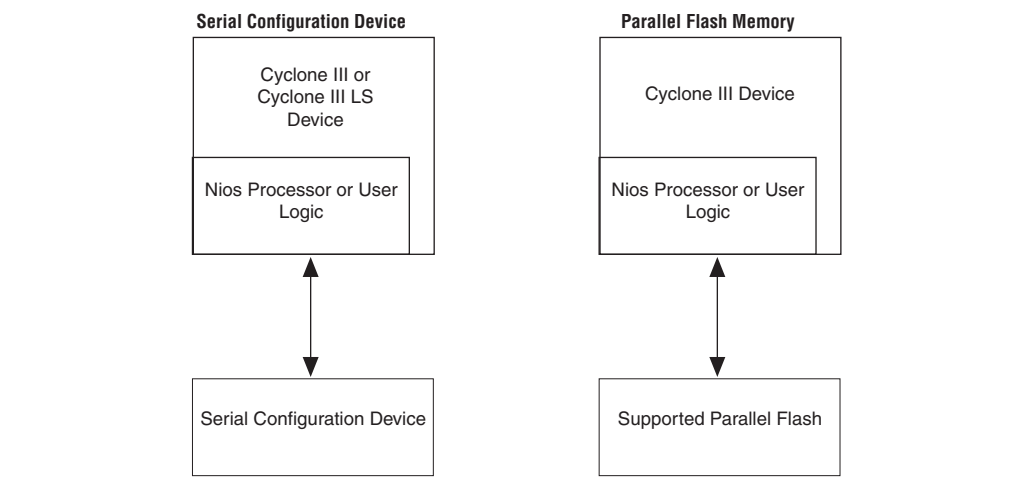 Serial Configuration Device
Cyclone III or
Cyclone III LS
Device
Nios Processor or User
Logic
Serial Configuration Device
Parallel Flash Memory
Cyclone III Device
Nios Processor or User
Logic
Supported Parallel Flash